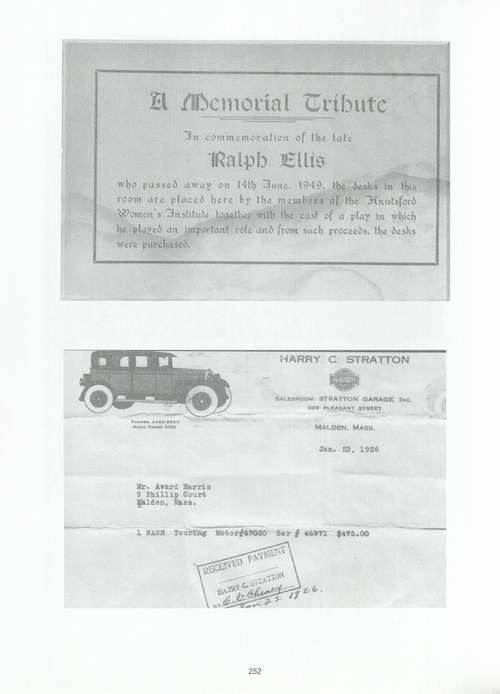 A Memorial Tribute
In commemoration of the late
Ralph Ellis
who passed away on 14th June, 1949, the desks in this
room are placed here by the members of the Knutsford
Women's Institute together with the cast of a play in which
he played an important role and from such proceeds, the desks
were purchased.
HARRY C. STRATTON
NASH
SALESROOM: STRATTON GARAGE, INC.
PLEASANT STREET
MALDEN, MASS.
Jan. 23, 1926
Mr. Avard Harris
9 Phillip Court
Malden, Mass.
1 NASH Touring Motor#47030 Ser # 46971 $475.00
RECEIVED PAYMENT
HARRY C. STRATTON
BY
Jan 22 1926.
252